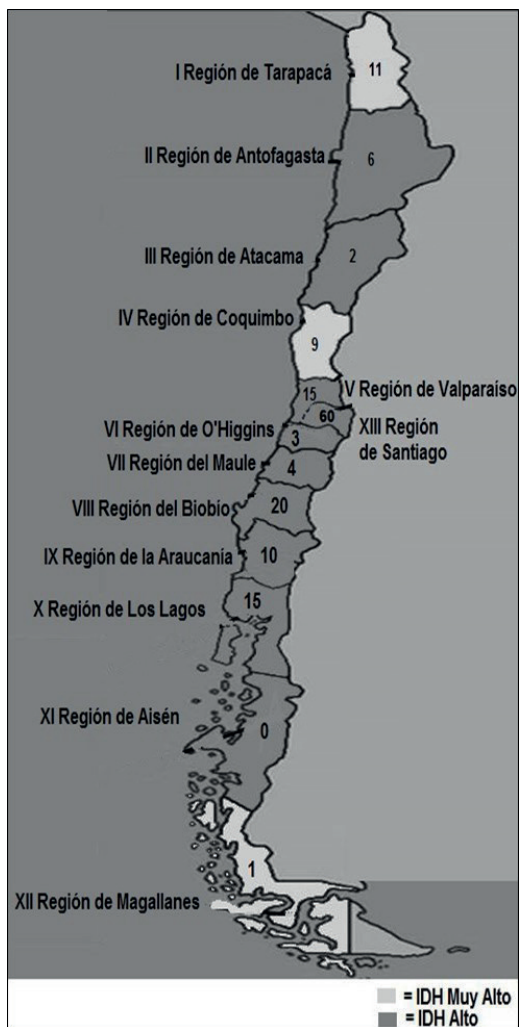 I Región de Tarapacá
11
II Región de Antofagasta
6
III Región de Atacama
2
IV Región de Coquimbo
9
15
V Región de Valparaíso
60
VI Región de O'Higgins
3
XIII Región
de Santiago
VII Región del Maule
4
VIII Región del Biobío
20
IX Región de la Araucanía
10
X Región de Los Lagos
15
XI Región de Aisén
0
1
XII Región de Magallanes
= IDH Muy Alto
= IDH Alto